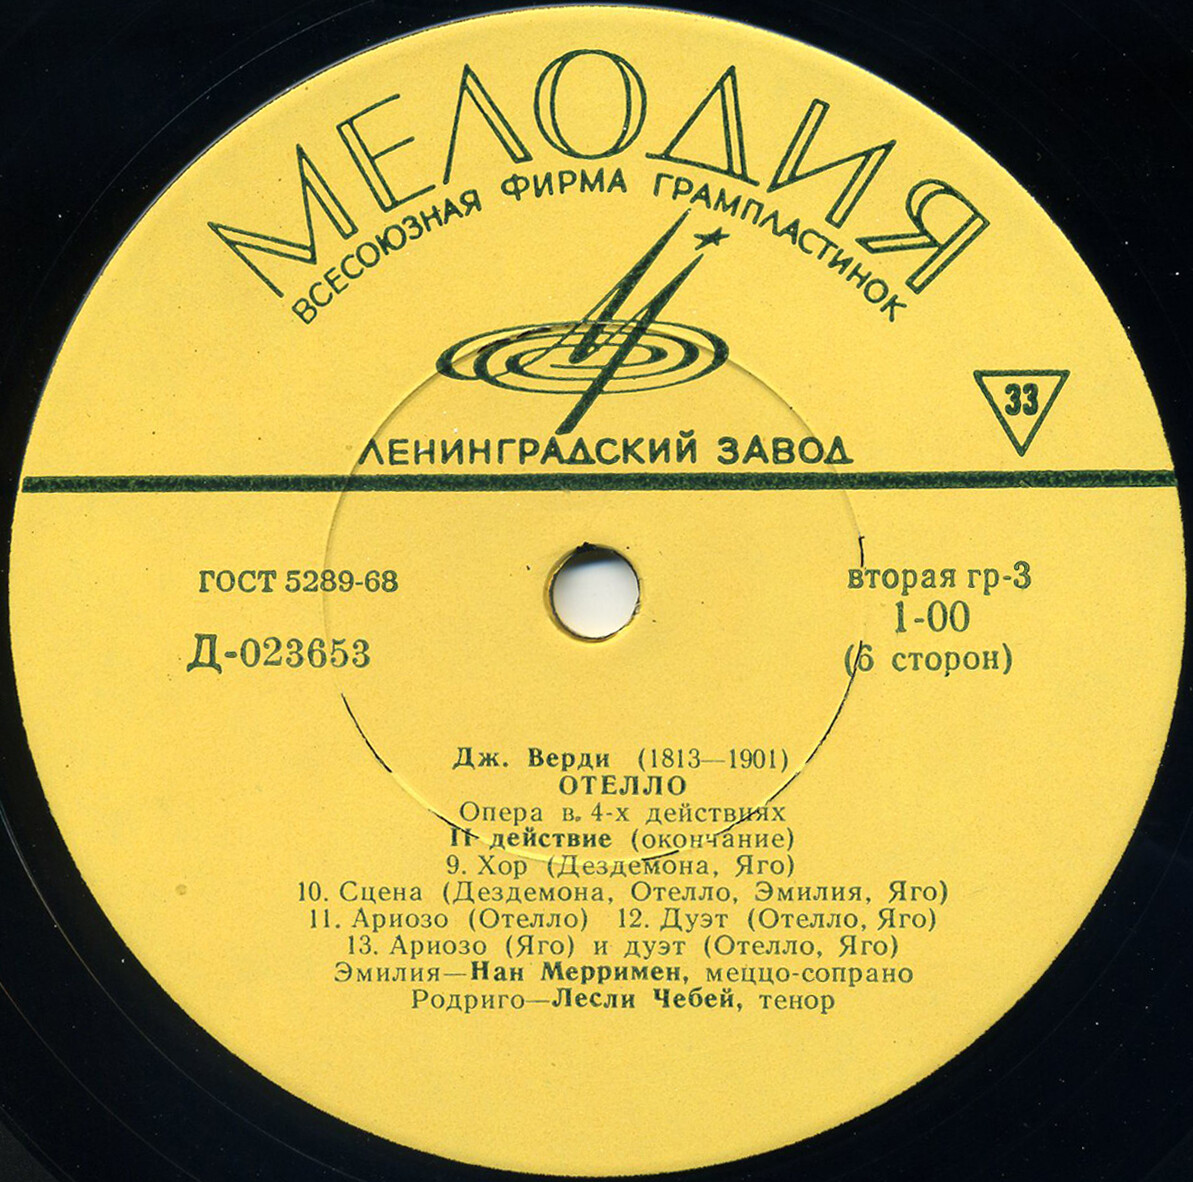 МЕЛОДИЯ
ВСЕСОЮЗНАЯ ФИРМА ГРАМПЛАСТИНОК
33
ЛЕНИНГРАДСКИЙ ЗАВОД
ГОСТ 5289-68
вторая гр-3
Д-023653
1-00
(6 сторон)
Дж. Верди (1813—1901)
ОТЕЛЛО
Опера в 4-х действиях
II действие (окончание)
9. Хор (Дездемона, Яго)
10. Сцена (Дездемона, Отелло, Эмилия, Яго)
11. Ариозо (Отелло) 12. Дуэт (Отелло, Яго)
13. Ариозо (Яго) и дуэт (Отелло, Яго)
Эмилия—Нан Мерримен, меццо-сопрано
Родриго—Лесли Чебей, тенор